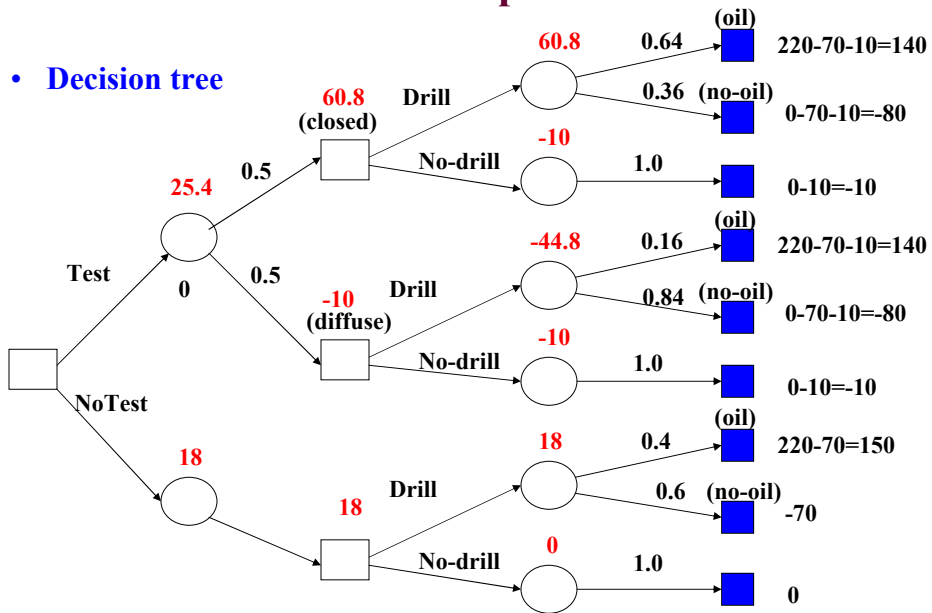 • Decision tree
(oil)
60.8
0.64
220-70-10=140
60.8
(closed)
Drill
0.36
(no-oil)
0-70-10=-80
-10
0.5
No-drill
1.0
0-10=-10
25.4
(oil)
-44.8
0.16
220-70-10=140
Test
0
0.5
-10
(diffuse)
Drill
0.84
(no-oil)
0-70-10=-80
-10
No-drill
1.0
0-10=-10
NoTest
(oil)
18
0.4
220-70=150
18
18
Drill
0.6
(no-oil)
-70
0
No-drill
1.0
0